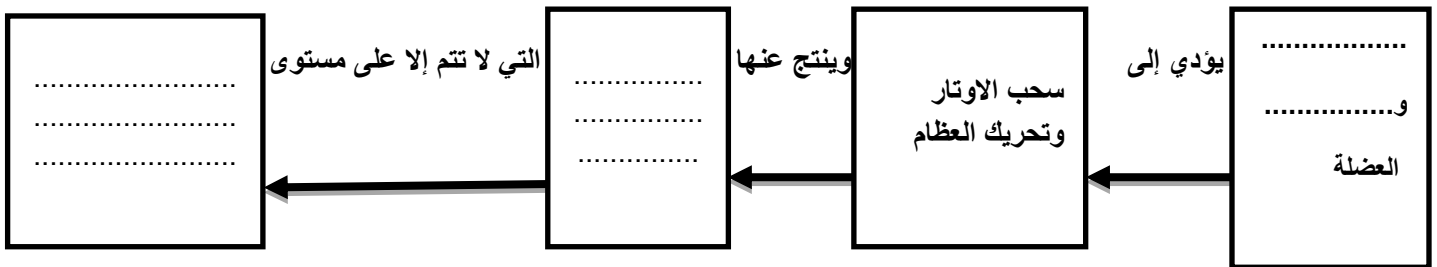 ..................
و................
العضلة
يؤدي إلى
سحب الاوتار
وتحريك العظام
وينتج عنها
................
................
...............
التي لا تتم إلا على مستوى
.........................
.........................
.........................